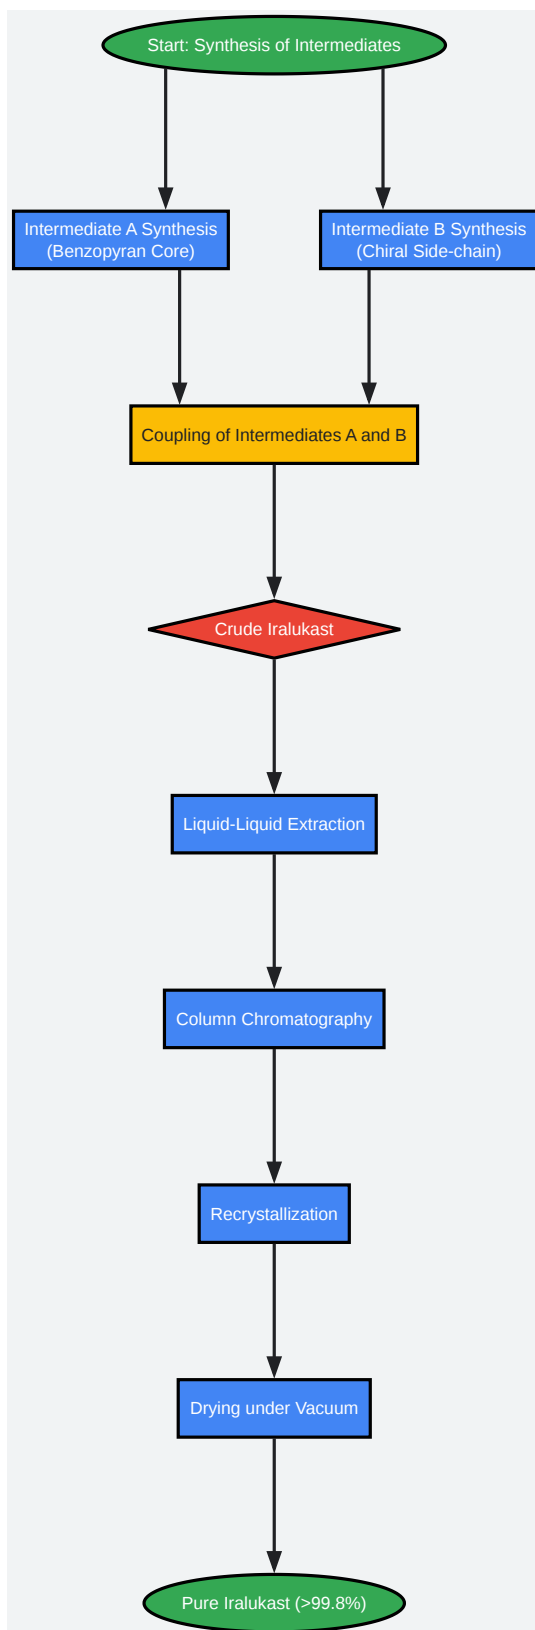 Start: Synthesis of Intermediates
Intermediate A Synthesis
(Benzopyran Core)
Intermediate B Synthesis
(Chiral Side-chain)
Coupling of Intermediates A and B
Crude Iralukast
Liquid-Liquid Extraction
Column Chromatography
Recrystallization
Drying under Vacuum
Pure Iralukast (>99.8%)